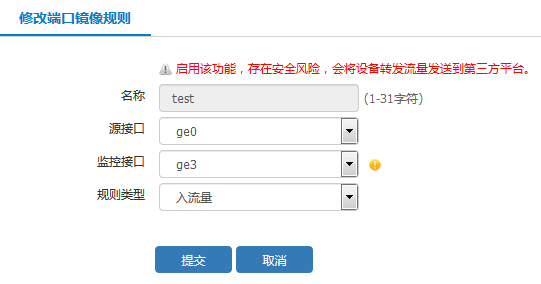 修改端口镜像规则
启用该功能，存在安全风险，会将设备转发流量发送到第三方平台。
名称 test (1-31字符)
源接口 ge0
监控接口 ge3
规则类型 入流量
提交 取消